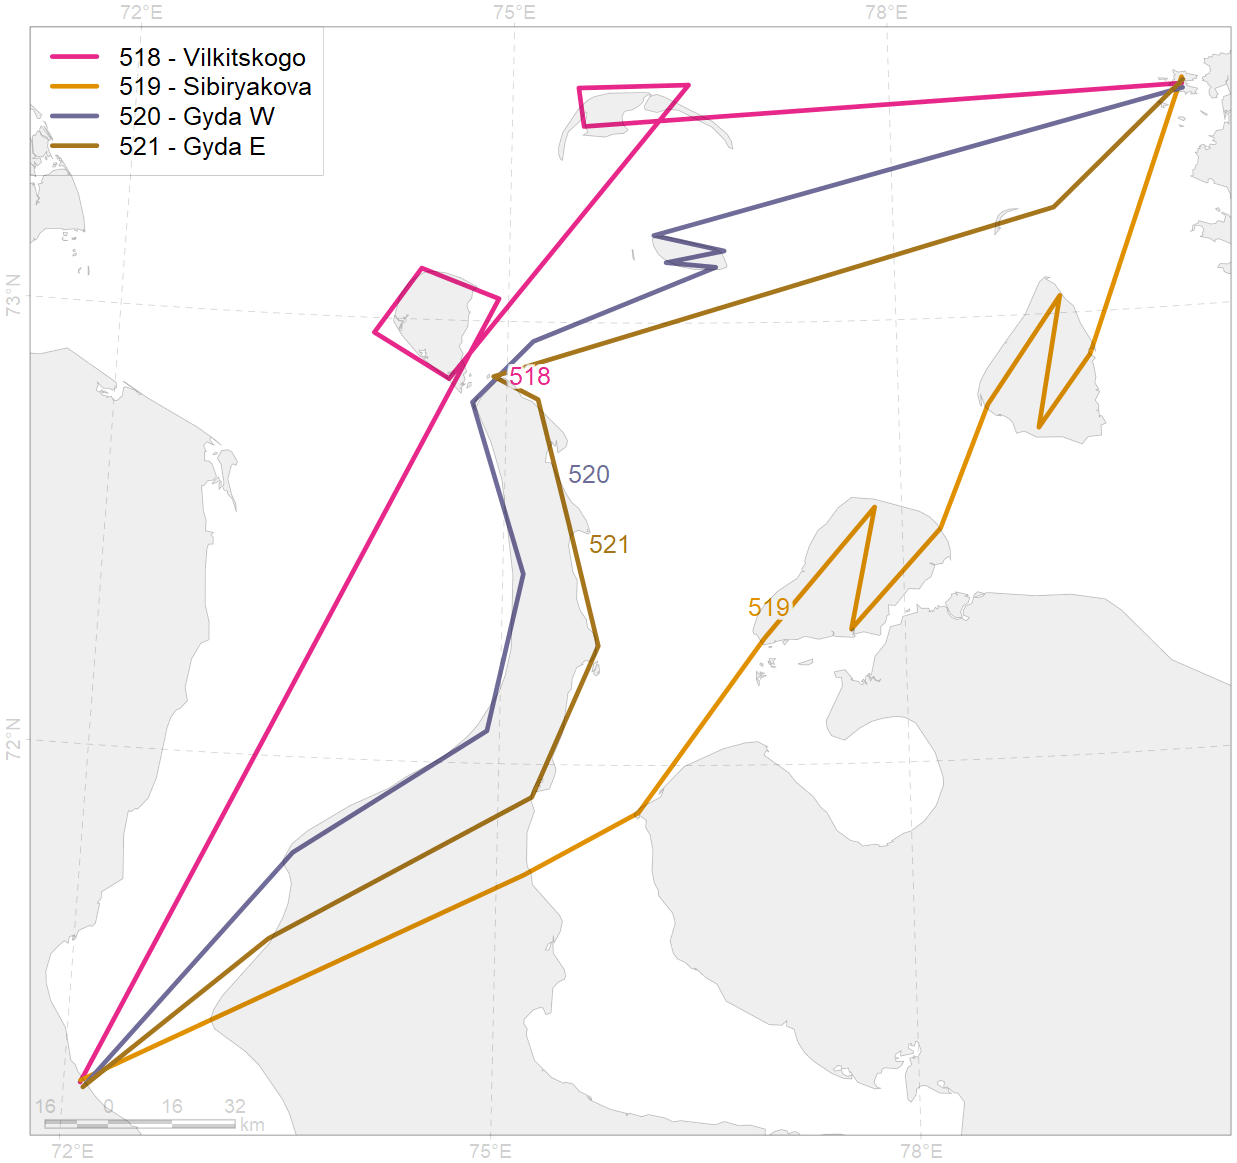 72°E 75°E 78°E
518 - Vilkitskogo
519 - Sibiryakova
520 - Gyda W
521 - Gyda E
73°N
518
520
521
519
72°N
16 0 16 32
km
72°E 75°E 78°E